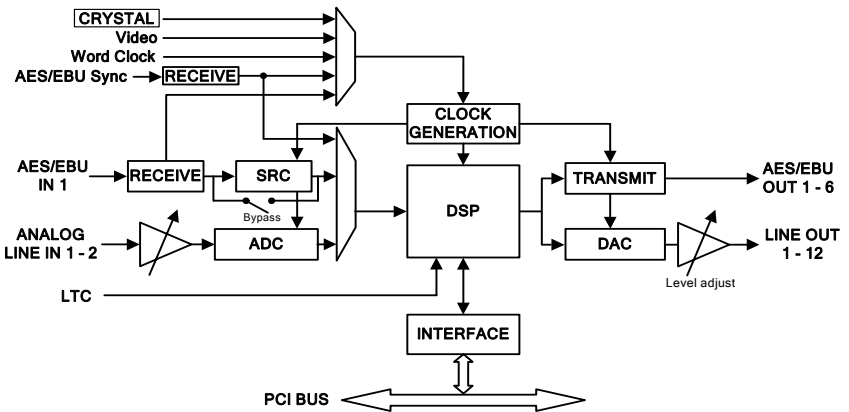 CRYSTAL
Video
Word Clock
AES/EBU Sync
RECEIVE
CLOCK
GENERATION
AES/EBU
IN 1
RECEIVE
SRC
Bypass
DSP
TRANSMIT
AES/EBU
OUT 1 - 6
ANALOG
LINE IN 1 - 2
ADC
DAC
LINE OUT
1 - 12
Level adjust
LTC
INTERFACE
PCI BUS